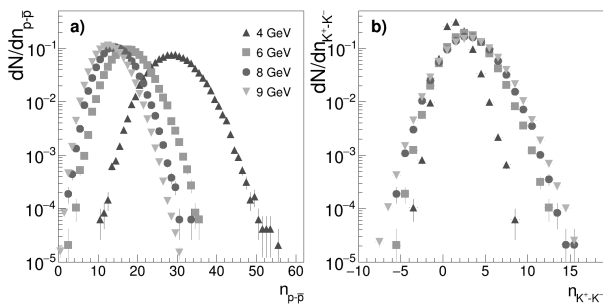 a)
4 GeV
6 GeV
8 GeV
9 GeV
dN/dn_{p-p̄}
10^{-1}
10^{-2}
10^{-3}
10^{-4}
10^{-5}
0 10 20 30 40 50 60
n_{p-p̄}
b)
dN/dn_{K⁺-K⁻}
10^{-1}
10^{-2}
10^{-3}
10^{-4}
10^{-5}
−10 −5 0 5 10 15
n_{K⁺-K⁻}